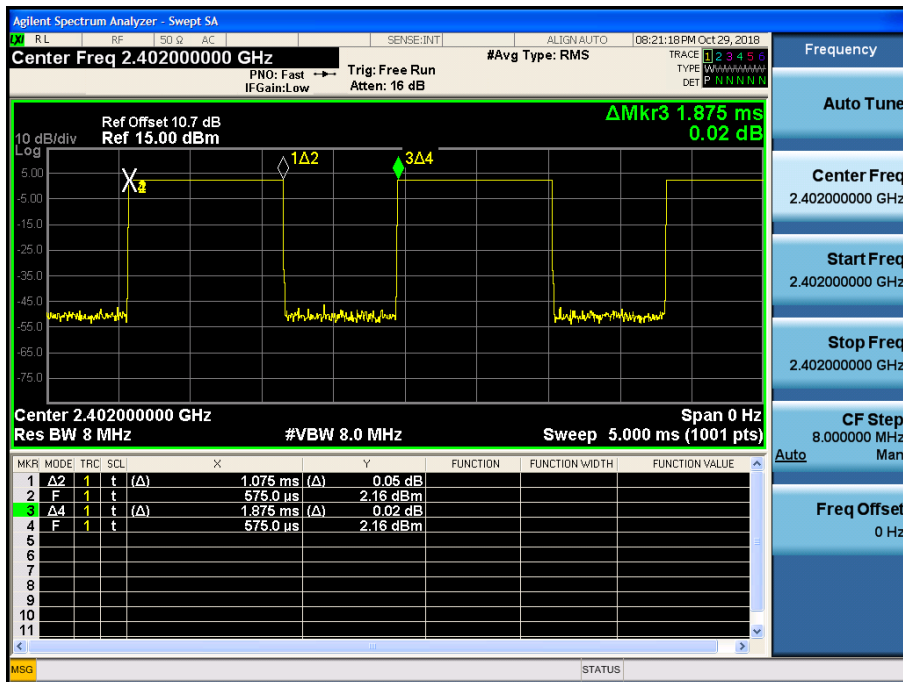 Agilent Spectrum Analyzer - Swept SA
LXI RL RF 50 Ω AC SENSE:INT ALIGN AUTO 08:21:18 PM Oct 29, 2018
Center Freq 2.402000000 GHz #Avg Type: RMS TRACE 1 2 3 4 5 6
PNO: Fast Trig: Free Run TYPE W
IFGain:Low Atten: 16 dB DET P N N N N N
ΔMkr3 1.875 ms
0.02 dB
Ref Offset 10.7 dB
10 dB/div Ref 15.00 dBm
Log
1Δ2
3Δ4
5.00
-5.00
-15.0
-25.0
-35.0
-45.0
-55.0
-65.0
-75.0
Center 2.402000000 GHz Span 0 Hz
Res BW 8 MHz #VBW 8.0 MHz Sweep 5.000 ms (1001 pts)
MKR MODE TRC SCL X Y FUNCTION FUNCTION WIDTH FUNCTION VALUE
1 Δ2 1 t (Δ) 1.075 ms (Δ) 0.05 dB
2 F 1 t 575.0 µs 2.16 dBm
3 Δ4 1 t (Δ) 1.875 ms (Δ) 0.02 dB
4 F 1 t 575.0 µs 2.16 dBm
5
6
7
8
9
10
11
MSG STATUS
Frequency
Auto Tune
Center Freq
2.402000000 GHz
Start Freq
2.402000000 GHz
Stop Freq
2.402000000 GHz
CF Step
8.000000 MHz
Auto Man
Freq Offset
0 Hz